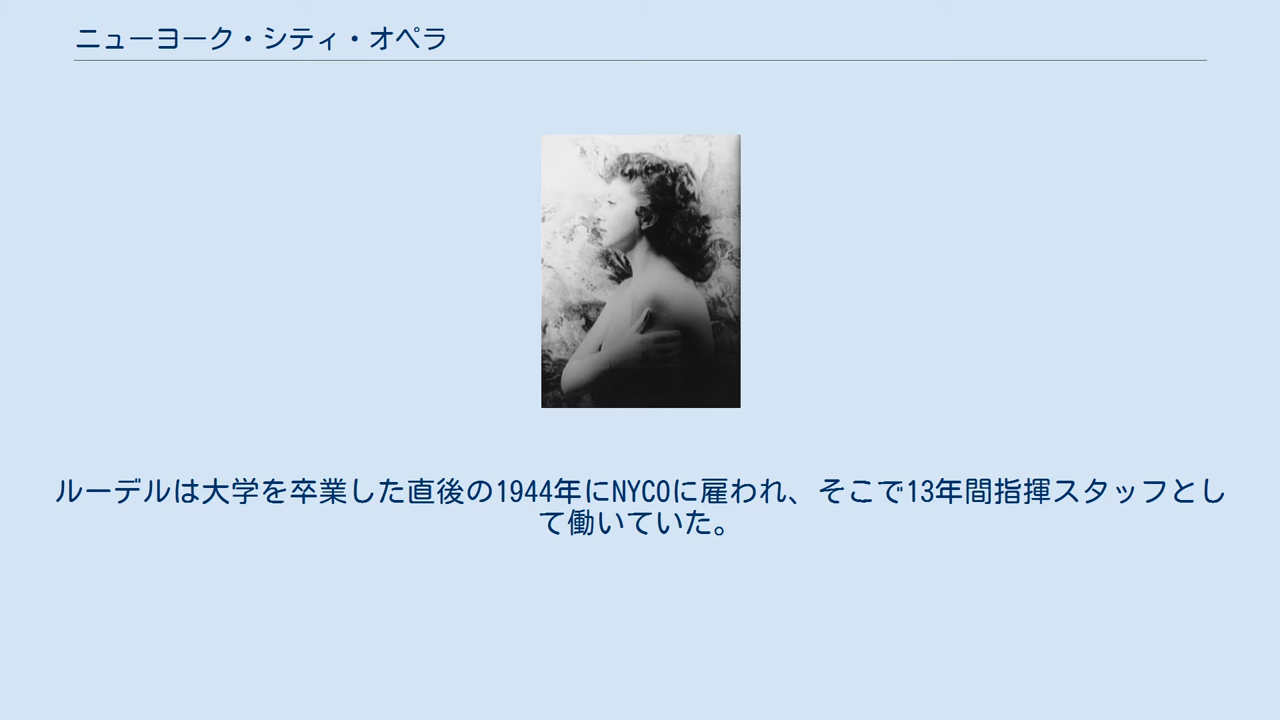 ニューヨーク・シティ・オペラ
ルーデルは大学を卒業した直後の1944年にNYCOに雇われ、そこで13年間指揮スタッフとし
て働いていた。